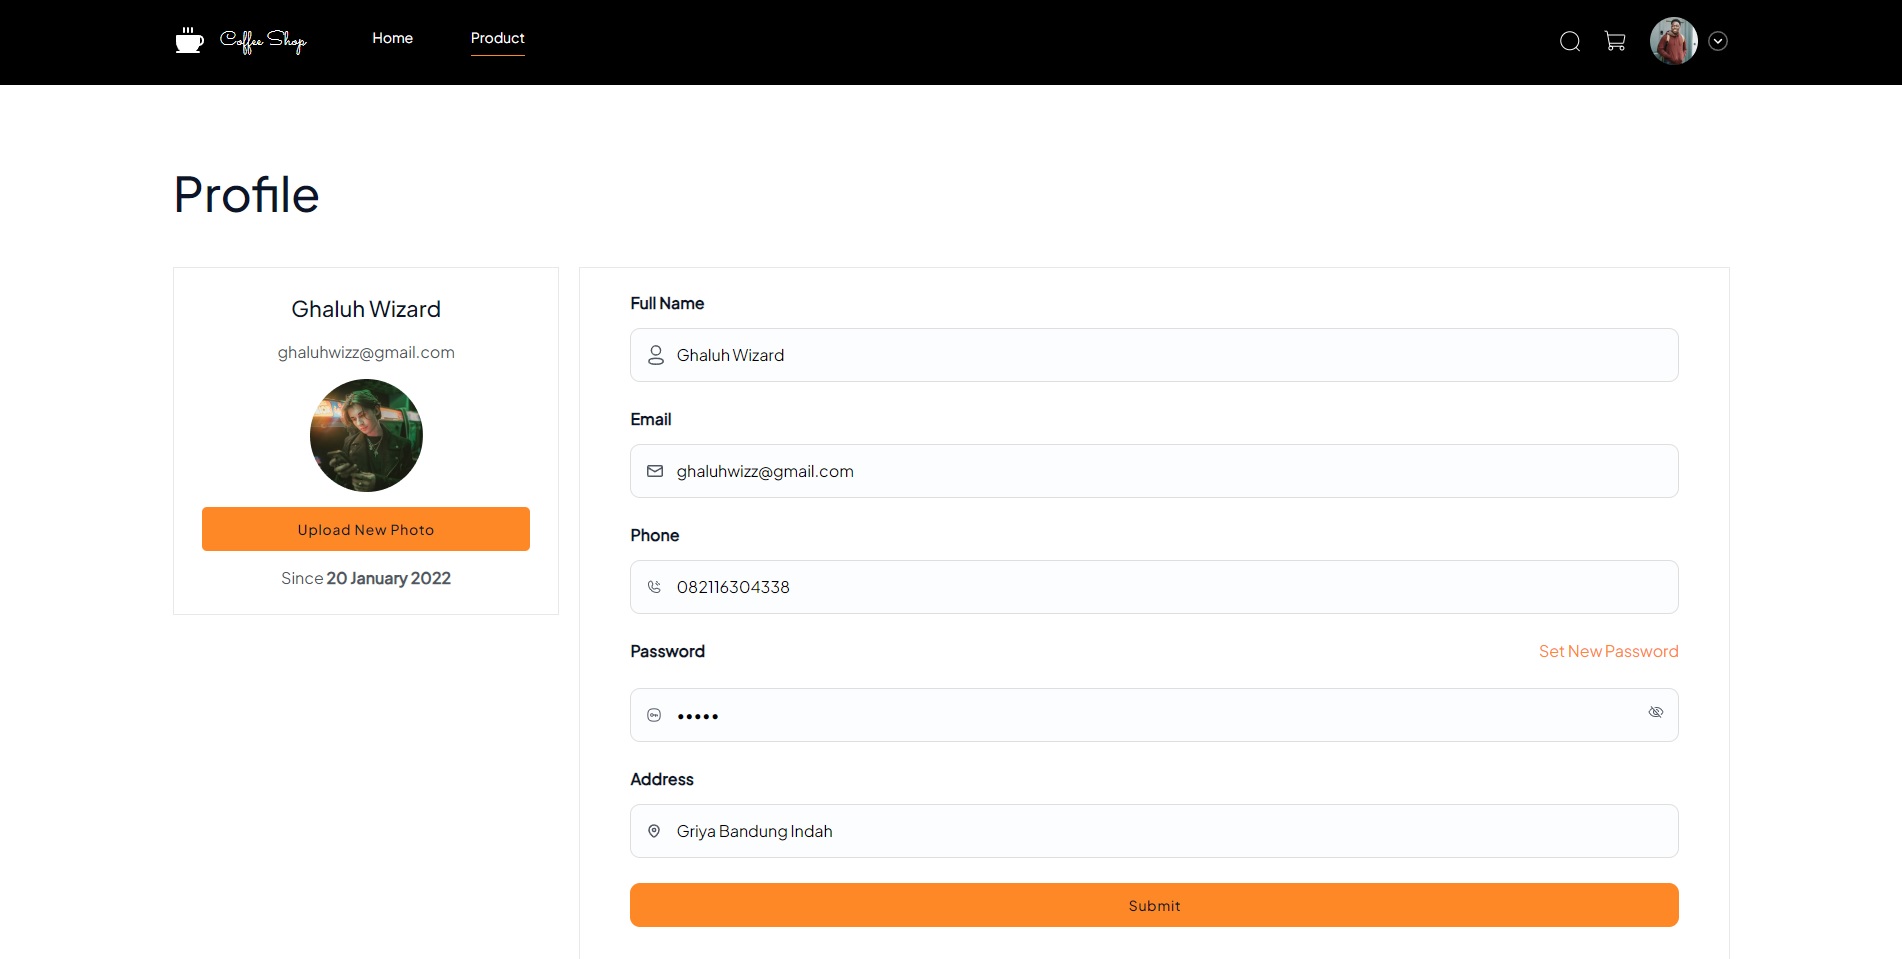 Coffee Shop
Home
Product
Profile
Ghaluh Wizard
ghaluhwizz@gmail.com
Upload New Photo
Since 20 January 2022
Full Name
Ghaluh Wizard
Email
ghaluhwizz@gmail.com
Phone
082116304338
Password
Set New Password
•••••
Address
Griya Bandung Indah
Submit